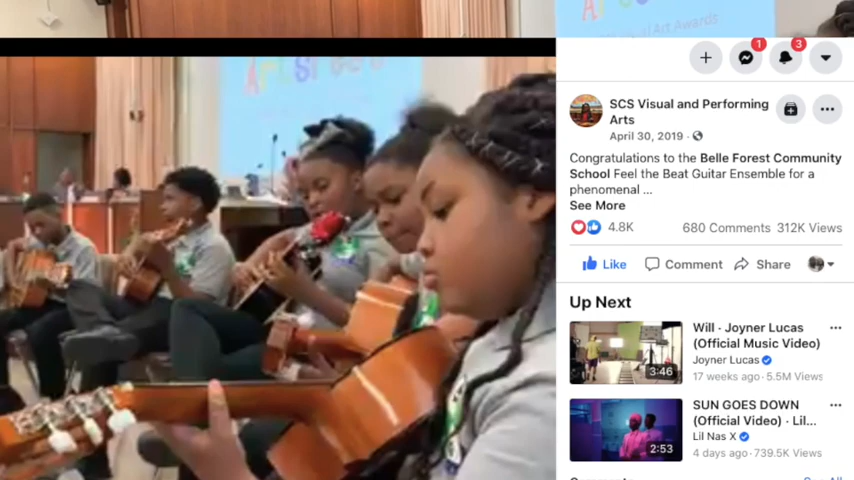 al Art Awards
1
3
SCS Visual and Performing
Arts
April 30, 2019
Congratulations to the Belle Forest Community
School Feel the Beat Guitar Ensemble for a
phenomenal ...
See More
4.8K 680 Comments 312K Views
Like Comment Share
Up Next
Will · Joyner Lucas
(Official Music Video)
Joyner Lucas
17 weeks ago · 5.5M Views
3:46
SUN GOES DOWN
(Official Video) · Lil...
Lil Nas X
4 days ago · 739.5K Views
2:53